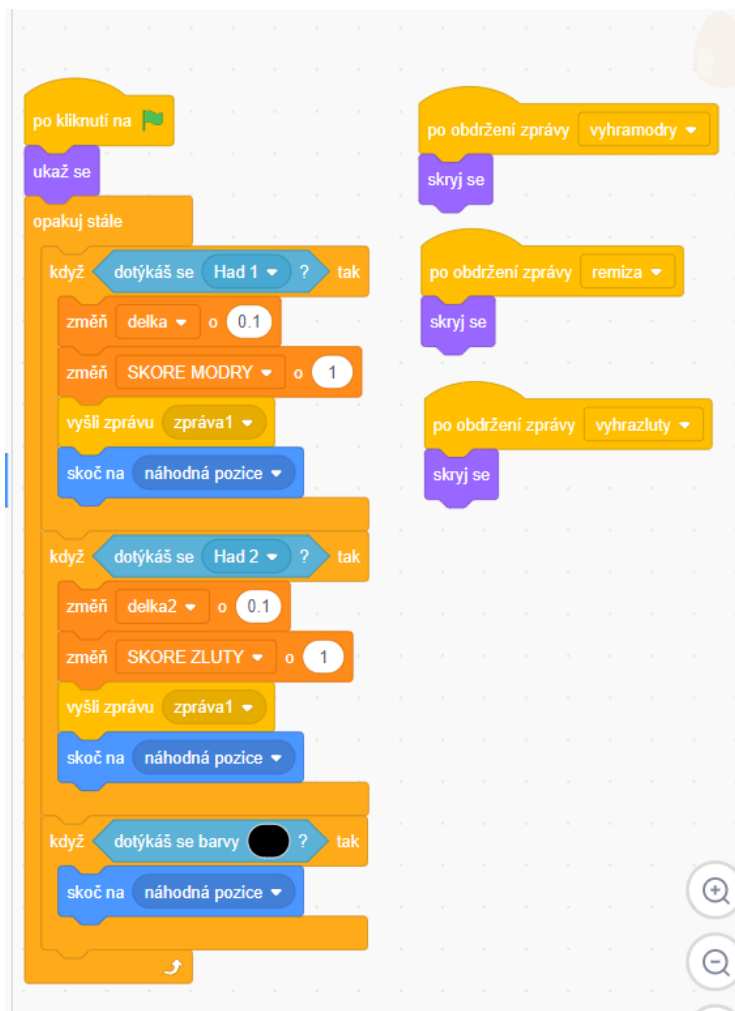 po kliknutí na
ukaž se
opakuj stále
když dotýkáš se Had 1 ? tak
změň delka o 0.1
změň SKORE MODRY o 1
vyšli zprávu zpráva1
skoč na náhodná pozice
když dotýkáš se Had 2 ? tak
změň delka2 o 0.1
změň SKORE ZLUTY o 1
vyšli zprávu zpráva1
skoč na náhodná pozice
když dotýkáš se barvy ? tak
skoč na náhodná pozice
po obdržení zprávy vyhramodry
skryj se
po obdržení zprávy remiza
skryj se
po obdržení zprávy vyhrazluty
skryj se